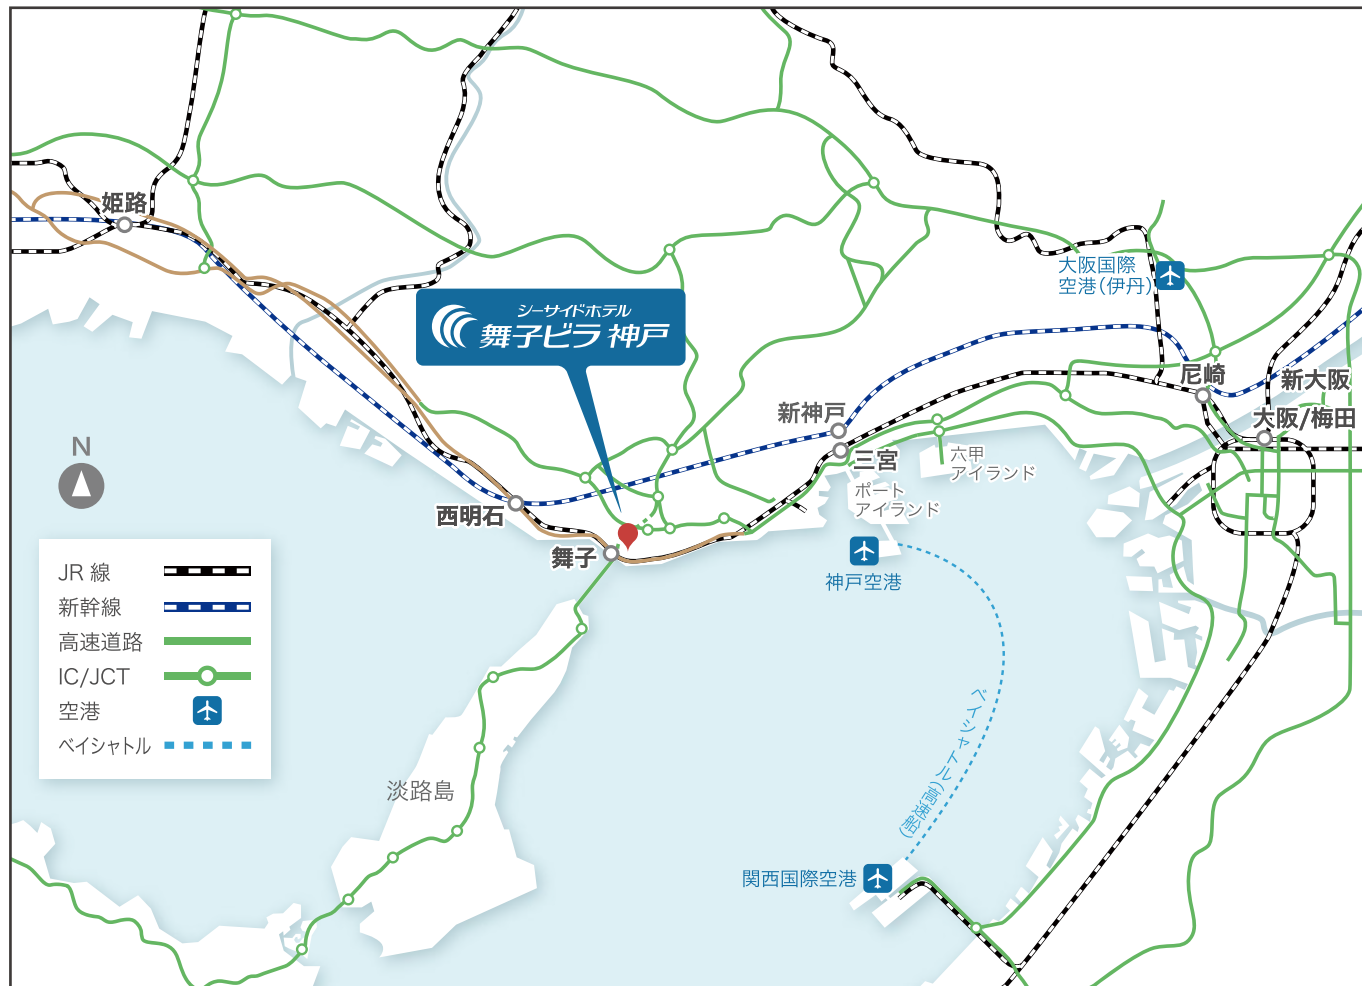 姫路
大阪国際
空港(伊丹)
シーサイドホテル
舞子ビラ 神戸
尼崎
新大阪
新神戸
大阪/梅田
三宮
六甲
アイランド
N
ポート
アイランド
西明石
舞子
神戸空港
JR 線
新幹線
高速道路
IC/JCT
空港
ベイシャトル
ベイシャトル(高速船)
淡路島
関西国際空港